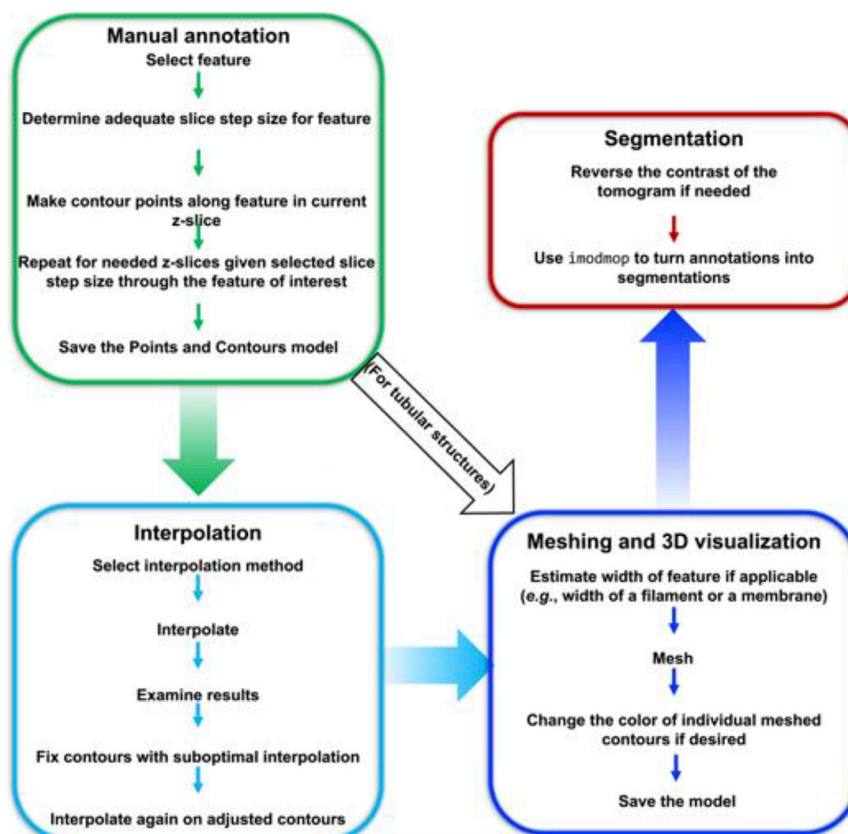 Manual annotation
Select feature
Determine adequate slice step size for feature
Make contour points along feature in current
z-slice
Repeat for needed z-slices given selected slice
step size through the feature of interest
Save the Points and Contours model
(For tubular structures)
Interpolation
Select interpolation method
Interpolate
Examine results
Fix contours with suboptimal interpolation
Interpolate again on adjusted contours
Meshing and 3D visualization
Estimate width of feature if applicable
(e.g., width of a filament or a membrane)
Mesh
Change the color of individual meshed
contours if desired
Save the model
Segmentation
Reverse the contrast of the
tomogram if needed
Use imodmop to turn annotations into
segmentations